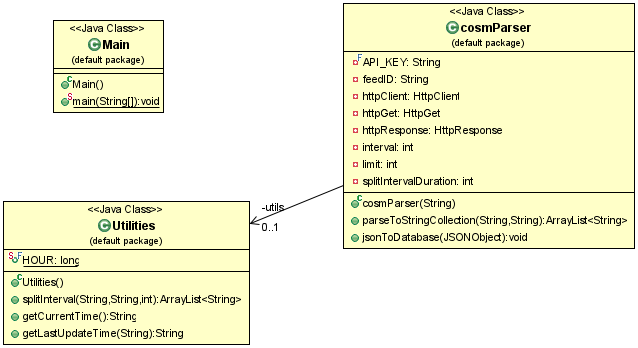 <<Java Class>>
Main
(default package)
Main()
main(String[]):void
<<Java Class>>
cosmParser
(default package)
API_KEY: String
feedID: String
httpClient: HttpClient
httpGet: HttpGet
httpResponse: HttpResponse
interval: int
limit: int
splitIntervalDuration: int
cosmParser(String)
parseToStringCollection(String,String):ArrayList<String>
jsonToDatabase(JSONObject):void
-utils
0..1
<<Java Class>>
Utilities
(default package)
HOUR: long
Utilities()
splitInterval(String,String,int):ArrayList<String>
getCurrentTime():String
getLastUpdateTime(String):String